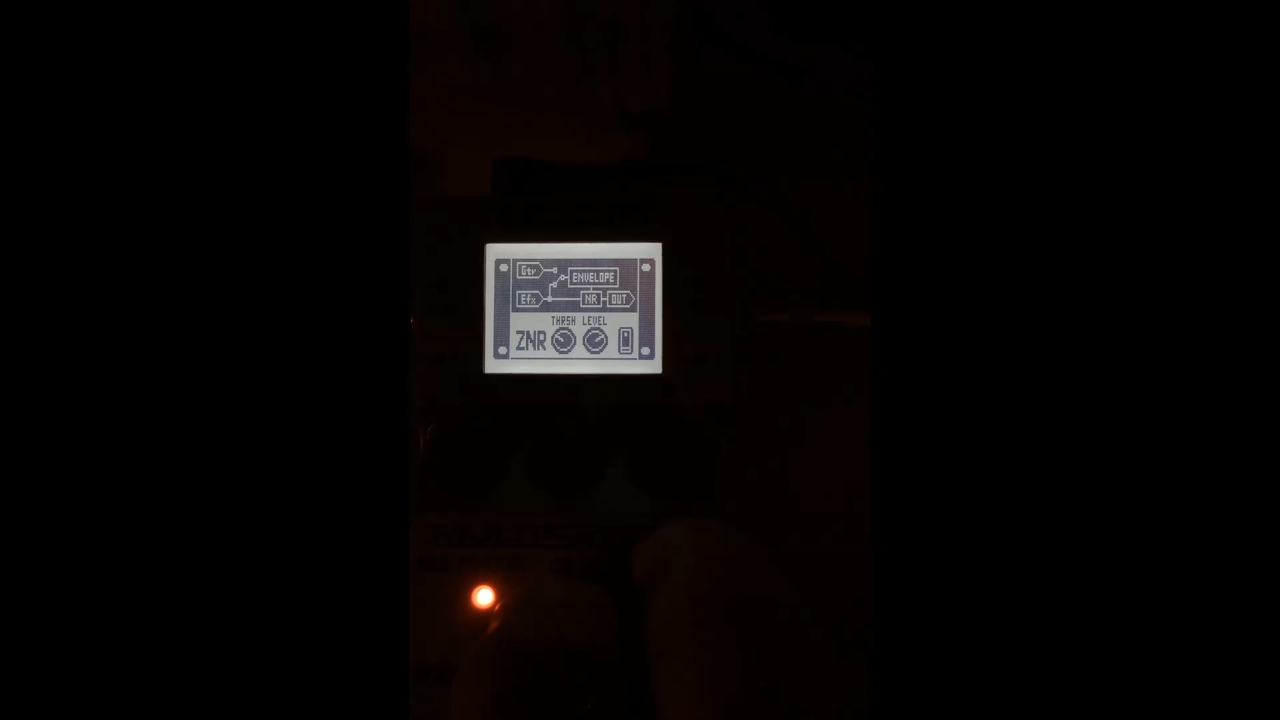 Gtr
ENVELOPE
Efx NR OUT
THRSH LEVEL
ZNR